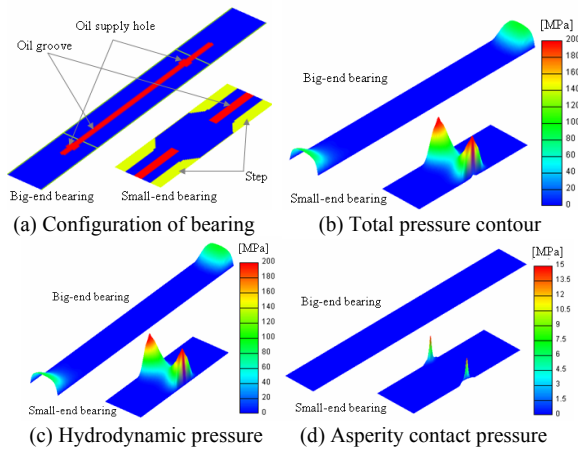 Oil supply hole
Oil groove
Step
Big-end bearing
Small-end bearing
(a) Configuration of bearing
[MPa]
200
180
160
140
120
100
80
60
40
20
0
Big-end bearing
Small-end bearing
(b) Total pressure contour
[MPa]
200
180
160
140
120
100
80
60
40
20
0
Big-end bearing
Small-end bearing
(c) Hydrodynamic pressure
[MPa]
15
13.5
12
10.5
9
7.5
6
4.5
3
1.5
0
Big-end bearing
Small-end bearing
(d) Asperity contact pressure